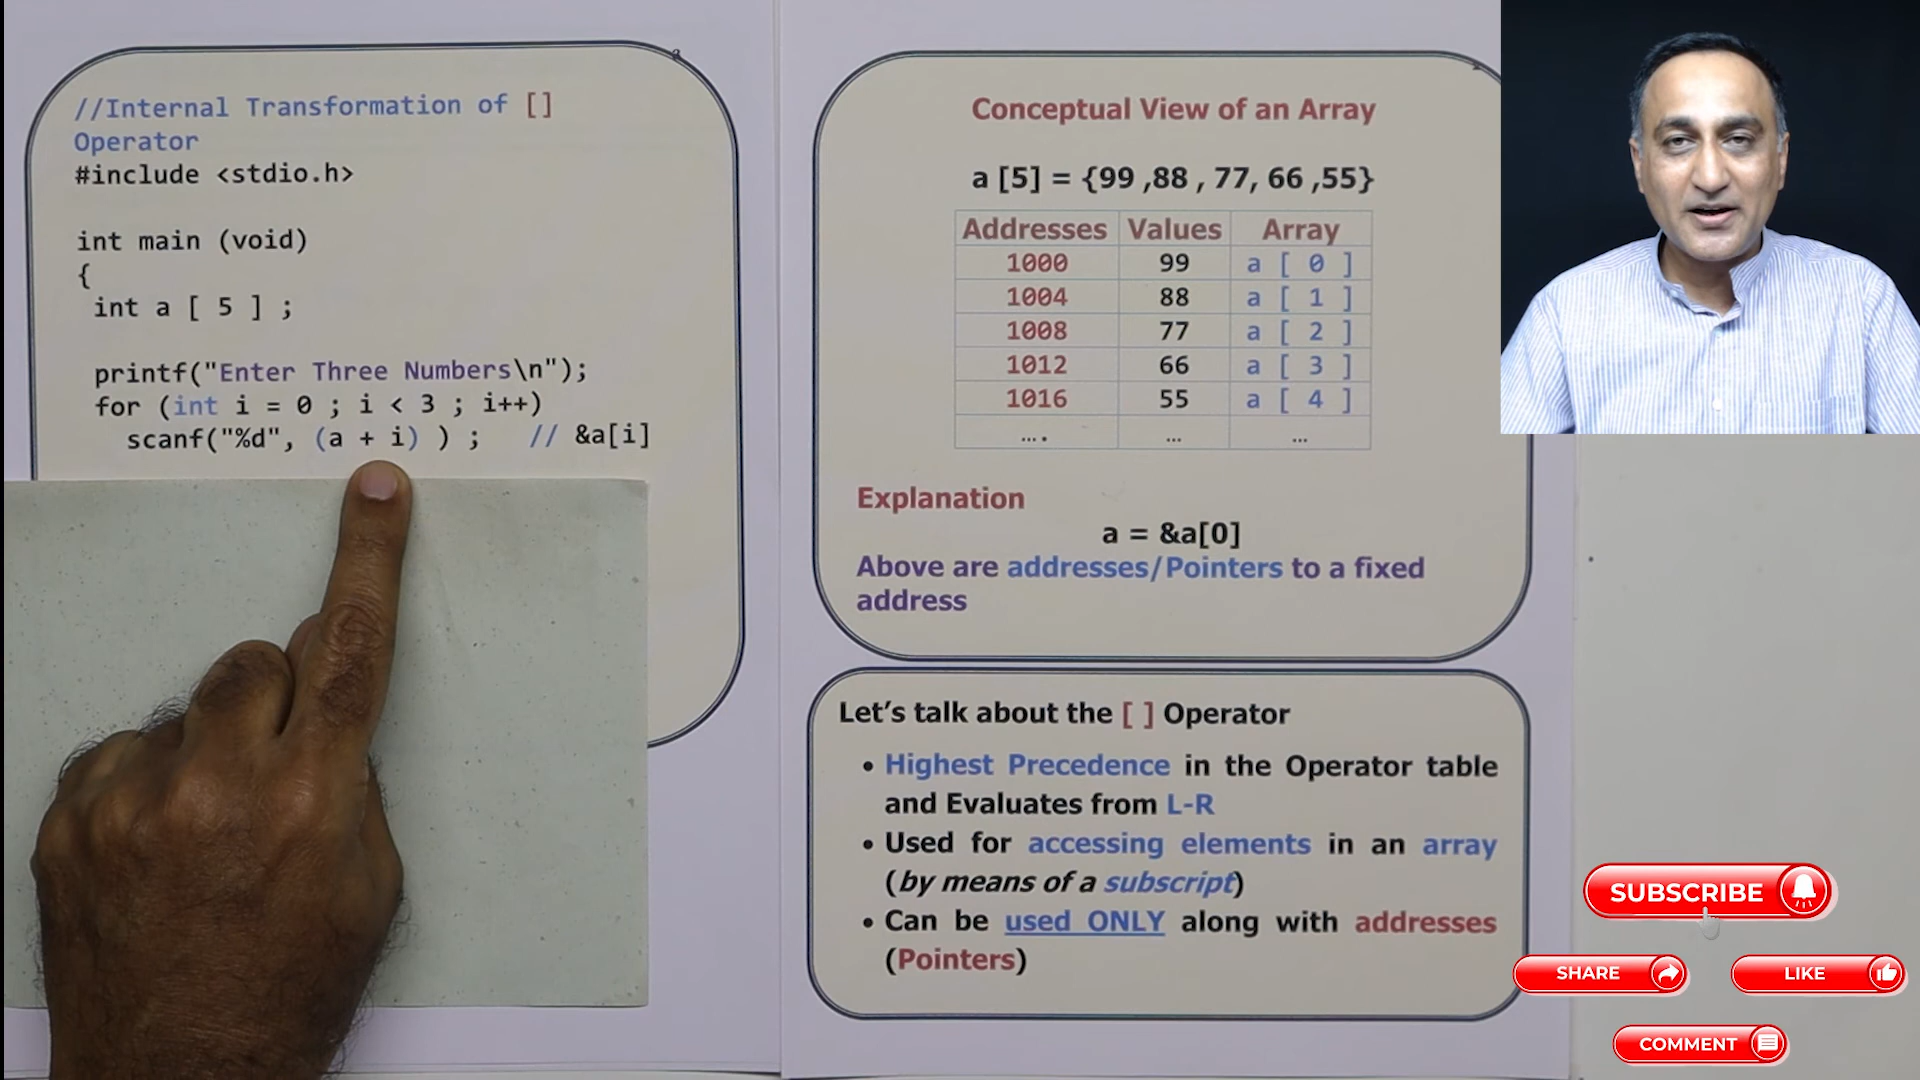 //Internal Transformation of []
Operator
#include <stdio.h>
int main (void)
{
int a [ 5 ] ;
printf("Enter Three Numbers\n");
for (int i = 0 ; i < 3 ; i++)
scanf("%d", (a + i) ) ; // &a[i]
Conceptual View of an Array
a [5] = {99 ,88 , 77, 66 ,55}
Addresses Values Array
1000 99 a [ 0 ]
1004 88 a [ 1 ]
1008 77 a [ 2 ]
1012 66 a [ 3 ]
1016 55 a [ 4 ]
…. … …
Explanation
a = &a[0]
Above are addresses/Pointers to a fixed
address
Let's talk about the [ ] Operator
• Highest Precedence in the Operator table
and Evaluates from L-R
• Used for accessing elements in an array
(by means of a subscript)
• Can be used ONLY along with addresses
(Pointers)
SUBSCRIBE
SHARE
LIKE
COMMENT